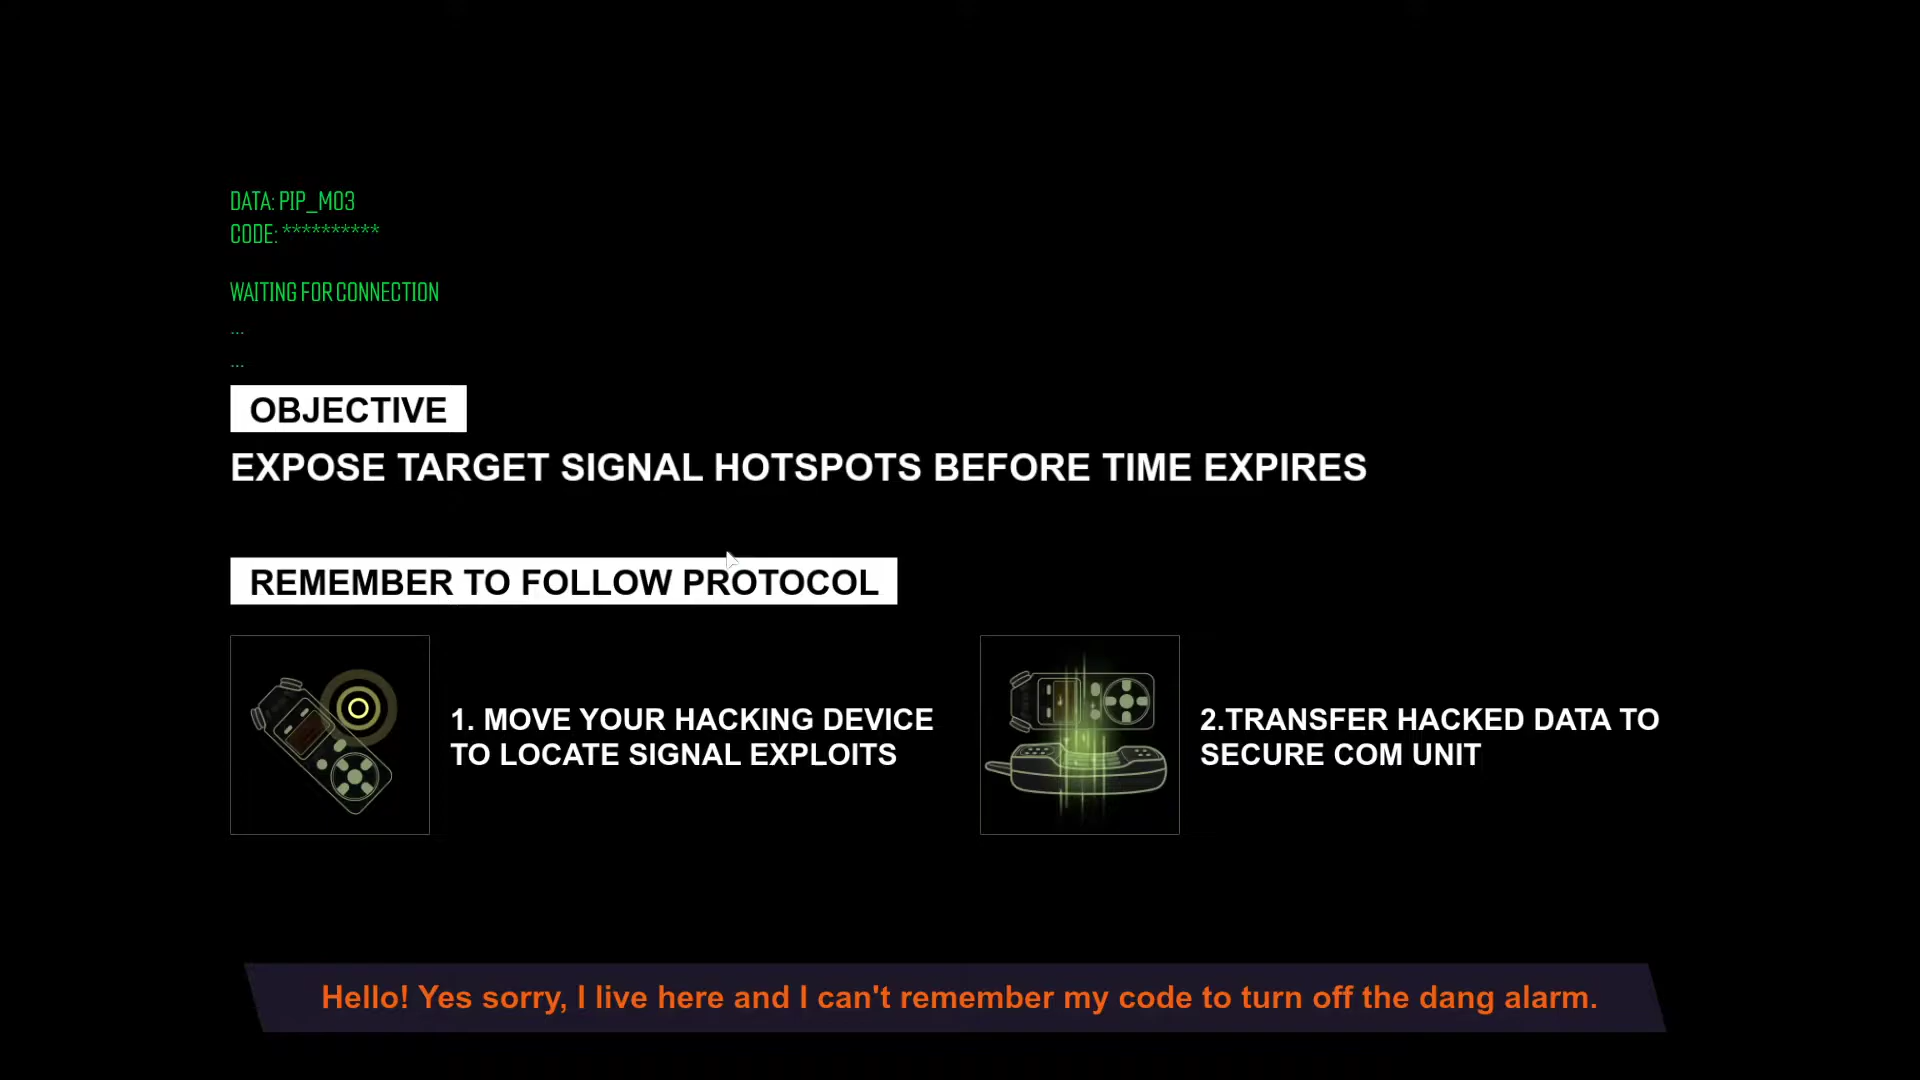 DATA: PIP_M03
CODE: **********
WAITING FOR CONNECTION
...
...
OBJECTIVE
EXPOSE TARGET SIGNAL HOTSPOTS BEFORE TIME EXPIRES
REMEMBER TO FOLLOW PROTOCOL
1. MOVE YOUR HACKING DEVICE
TO LOCATE SIGNAL EXPLOITS
2.TRANSFER HACKED DATA TO
SECURE COM UNIT
Hello! Yes sorry, I live here and I can't remember my code to turn off the dang alarm.